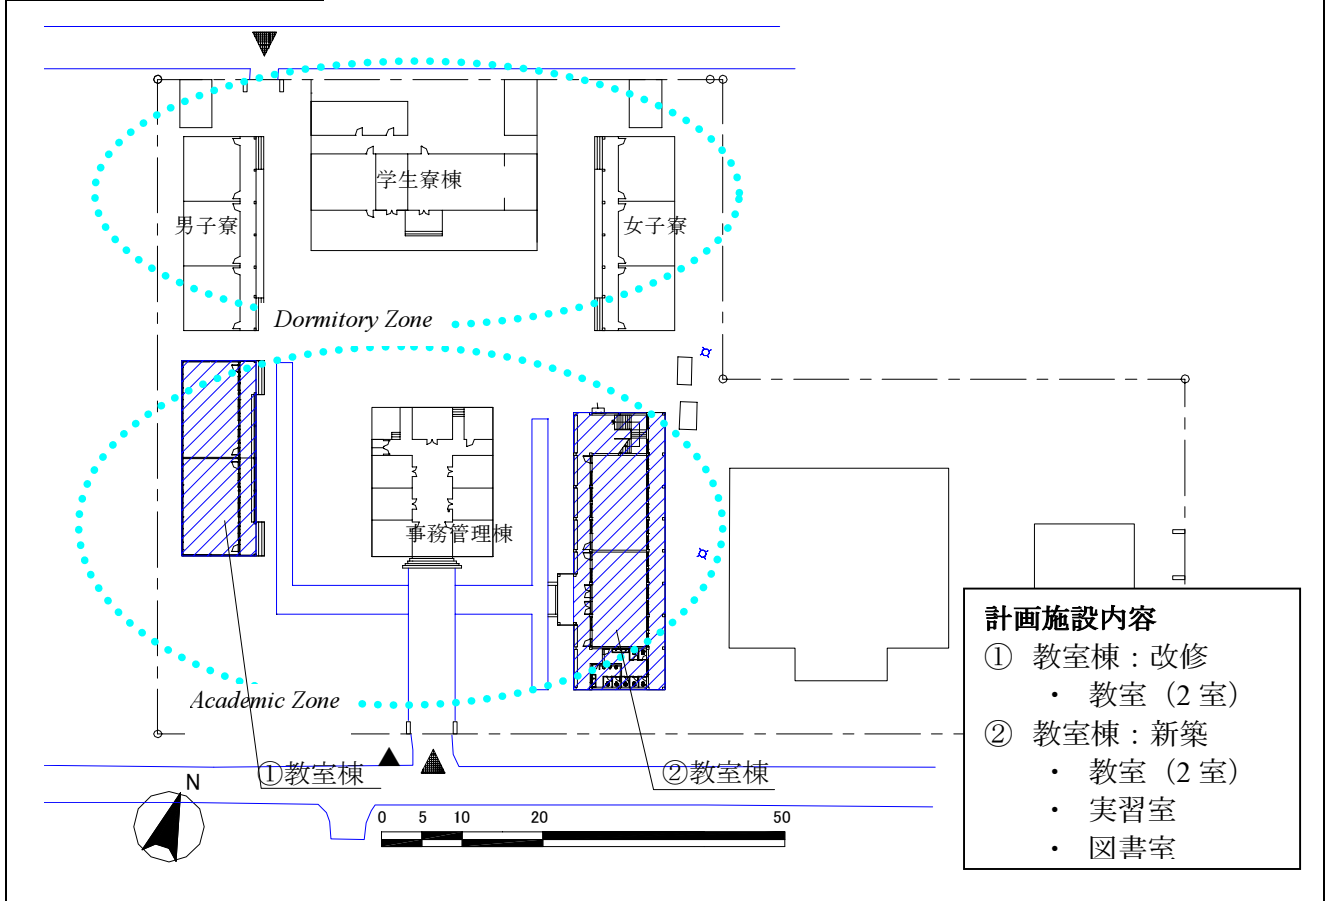 学生寮棟
男子寮
女子寮
Dormitory Zone
事務管理棟
計画施設内容
① 教室棟：改修
・ 教室（2 室）
② 教室棟：新築
・ 教室（2 室）
・ 実習室
・ 図書室
Academic Zone
①教室棟
②教室棟
N
0 5 10 20 50